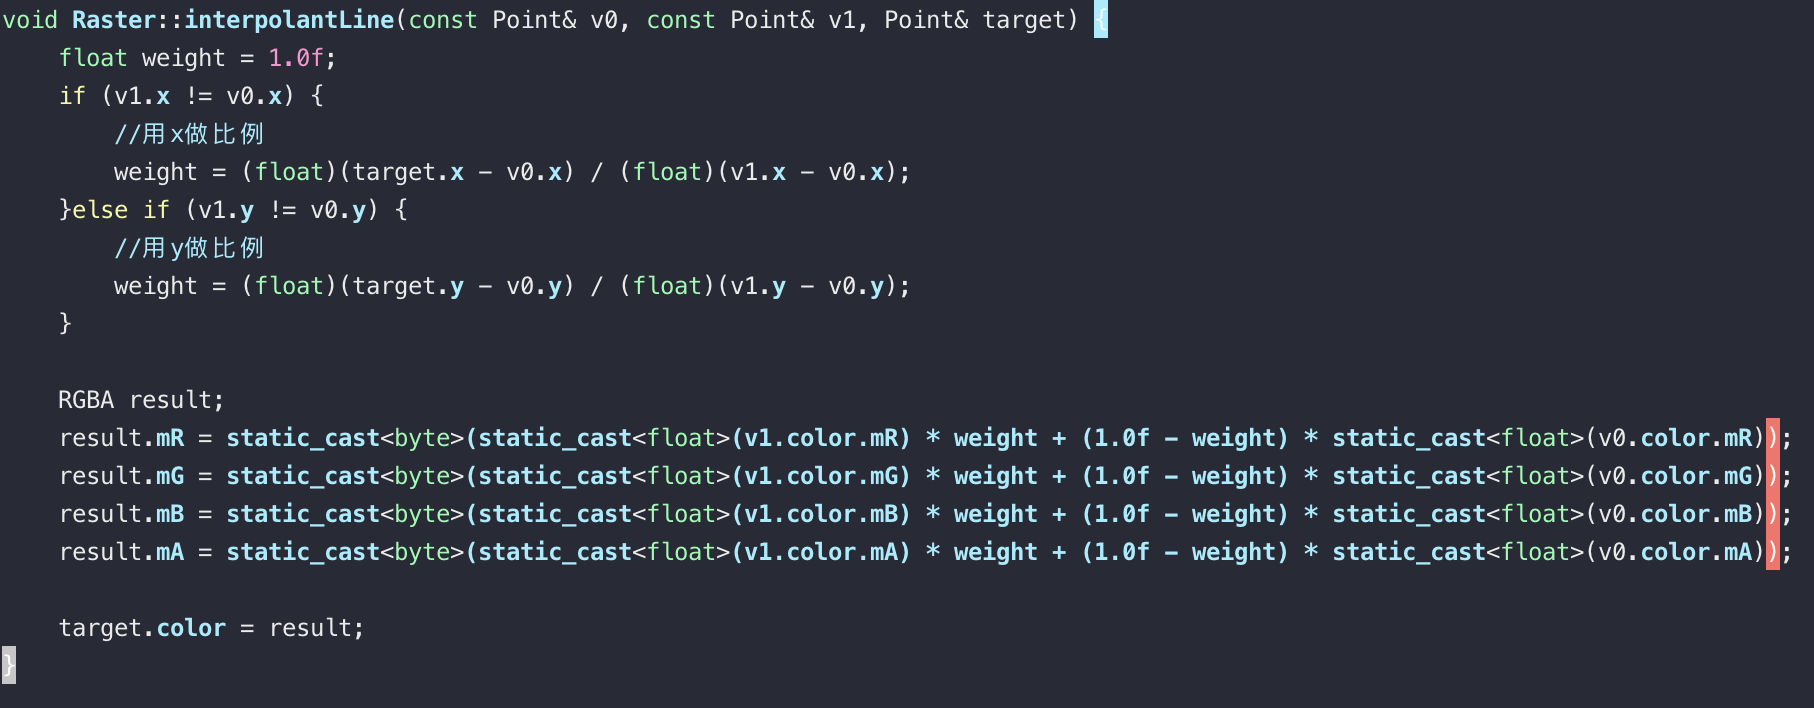 void Raster::interpolantLine(const Point& v0, const Point& v1, Point& target) {
    float weight = 1.0f;
    if (v1.x != v0.x) {
        //用x做比例
        weight = (float)(target.x - v0.x) / (float)(v1.x - v0.x);
    }else if (v1.y != v0.y) {
        //用y做比例
        weight = (float)(target.y - v0.y) / (float)(v1.y - v0.y);
    }

    RGBA result;
    result.mR = static_cast<byte>(static_cast<float>(v1.color.mR) * weight + (1.0f - weight) * static_cast<float>(v0.color.mR));
    result.mG = static_cast<byte>(static_cast<float>(v1.color.mG) * weight + (1.0f - weight) * static_cast<float>(v0.color.mG));
    result.mB = static_cast<byte>(static_cast<float>(v1.color.mB) * weight + (1.0f - weight) * static_cast<float>(v0.color.mB));
    result.mA = static_cast<byte>(static_cast<float>(v1.color.mA) * weight + (1.0f - weight) * static_cast<float>(v0.color.mA));

    target.color = result;
}